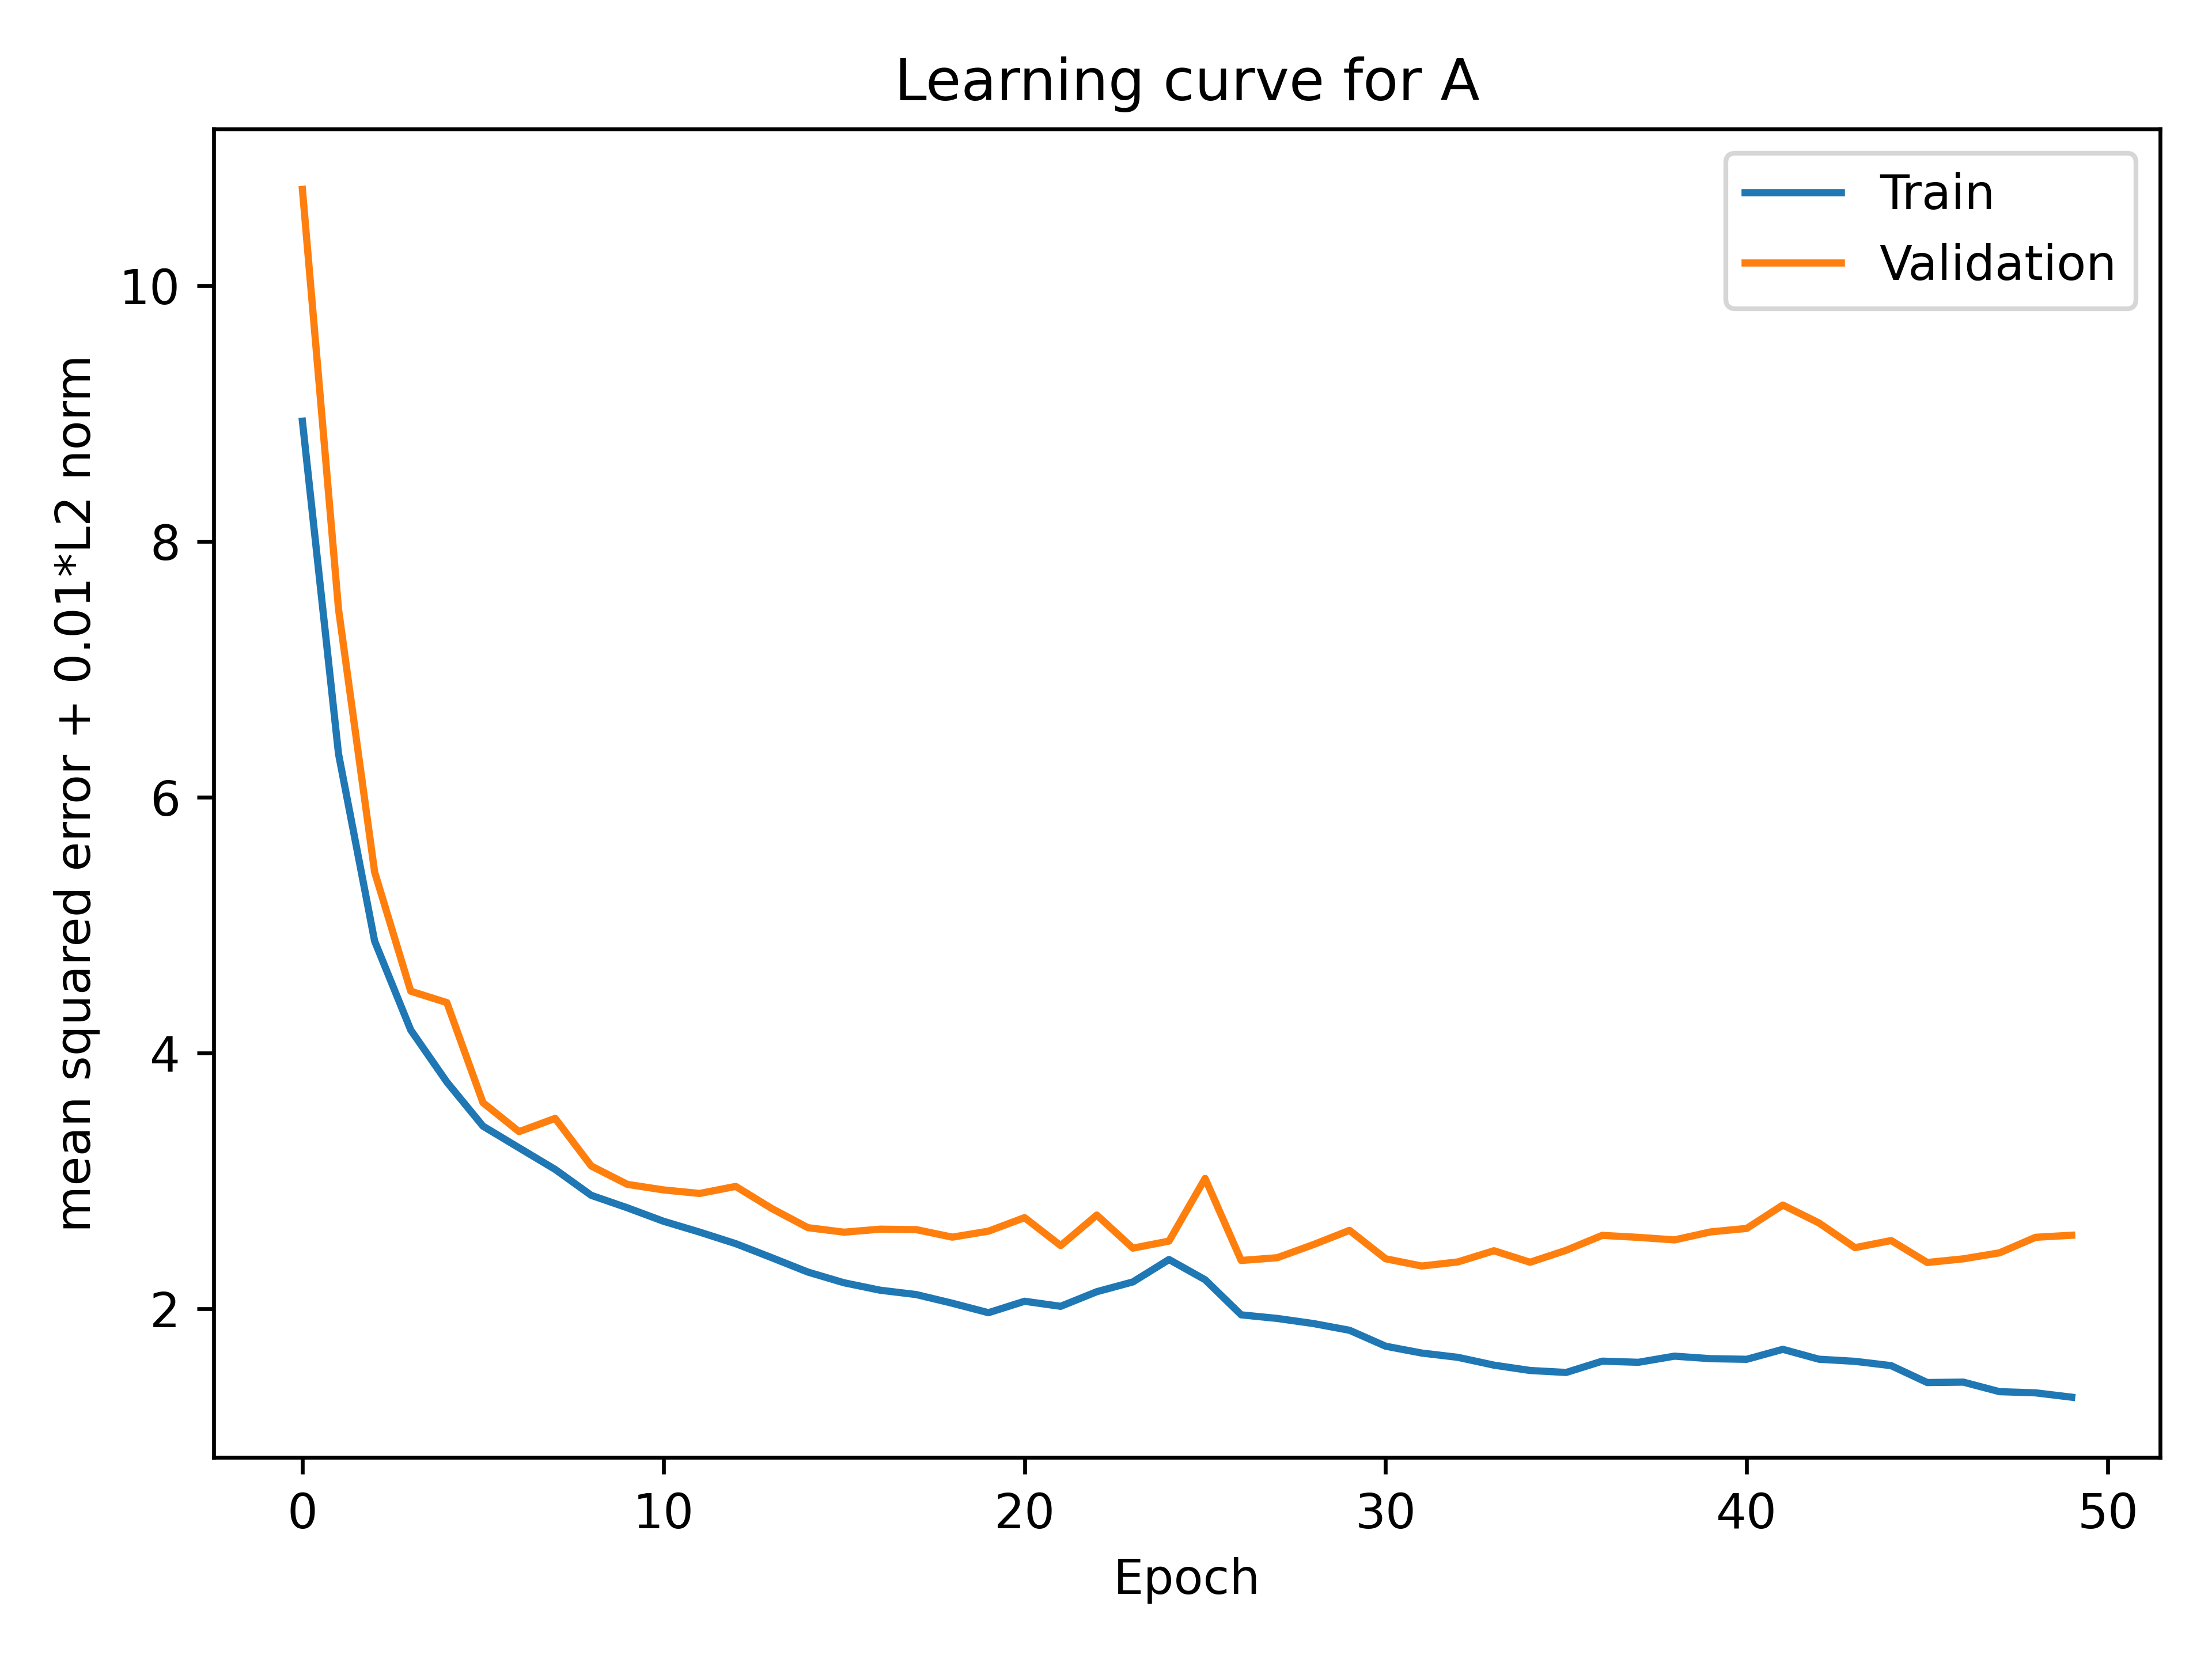 Learning curve for A
Train
Validation
10
8
6
4
2
mean squared error + 0.01*L2 norm
0 10 20 30 40 50
Epoch